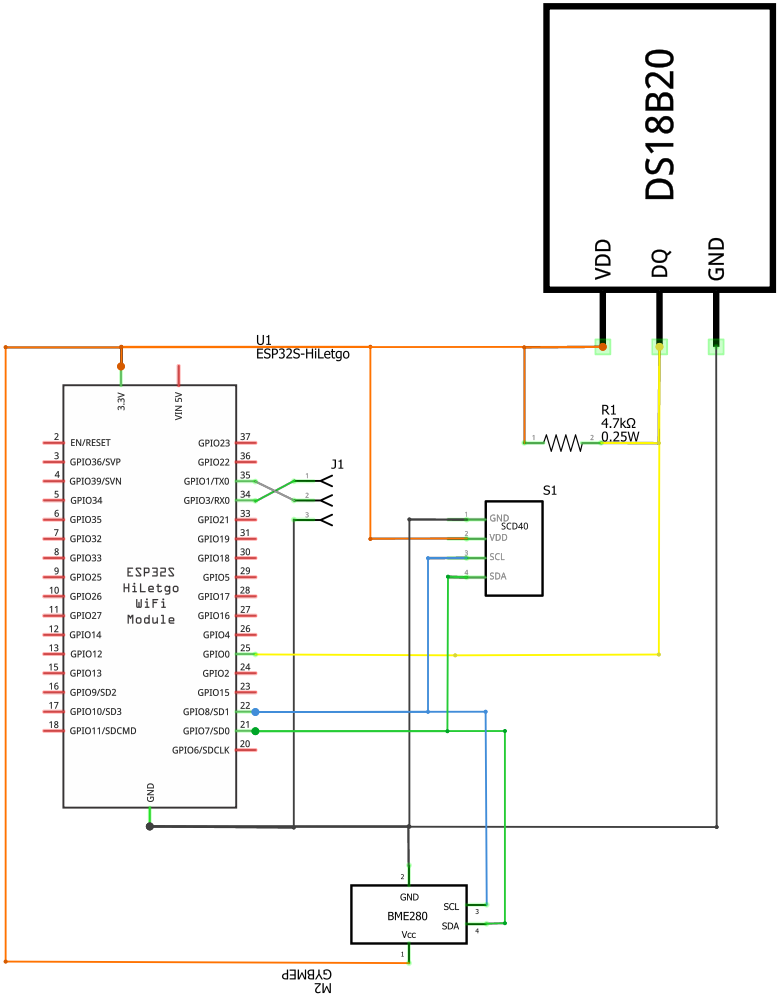 DS18B20
VDD
DQ
GND
U1
ESP32S-HiLetgo
3.3V
VIN 5V
R1
4.7kΩ
0.25W
1
2
2 EN/RESET
3 GPIO36/SVP
4 GPIO39/SVN
5 GPIO34
6 GPIO35
7 GPIO32
8 GPIO33
9 GPIO25
10 GPIO26
11 GPIO27
12 GPIO14
13 GPIO12
15 GPIO13
16 GPIO9/SD2
17 GPIO10/SD3
18 GPIO11/SDCMD
ESP32S
HiLetgo
WiFi
Module
GPIO23 37
GPIO22 36
GPIO1/TX0 35
GPIO3/RX0 34
GPIO21 33
GPIO19 31
GPIO18 30
GPIO5 29
GPIO17 28
GPIO16 27
GPIO4 26
GPIO0 25
GPIO2 24
GPIO15 23
GPIO8/SD1 22
GPIO7/SD0 21
GPIO6/SDCLK 20
GND
J1
1
2
3
S1
1 GND
SCD40
2 VDD
3 SCL
4 SDA
2
GND
BME280
SCL 3
SDA 4
Vcc
1
M2
GYBMEP